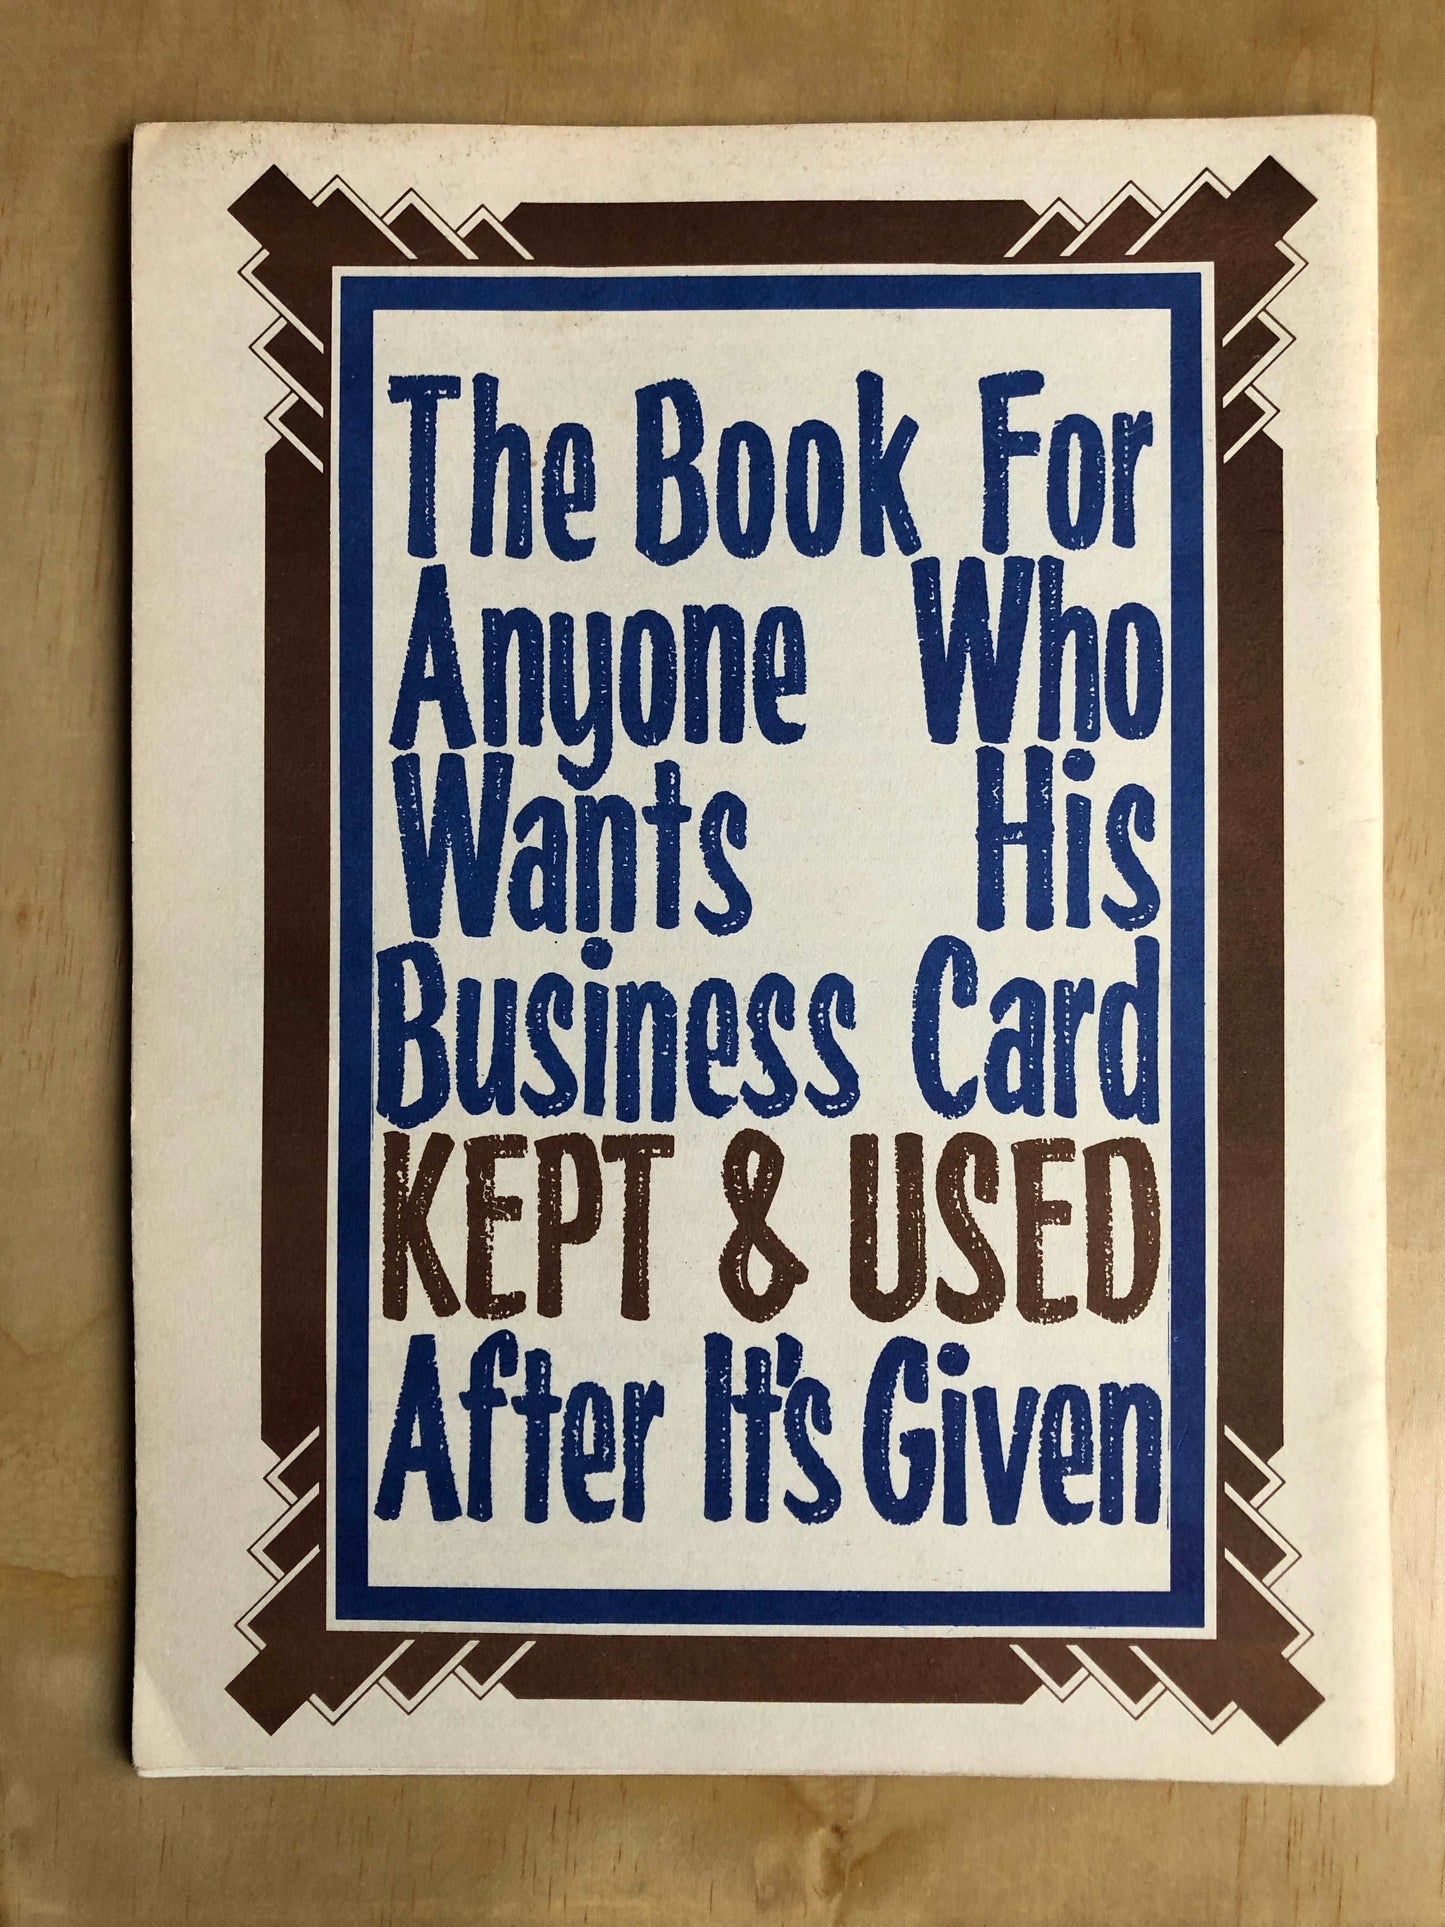 The Book For
Anyone Who
Wants His
Business Card
KEPT & USED
After It's Given